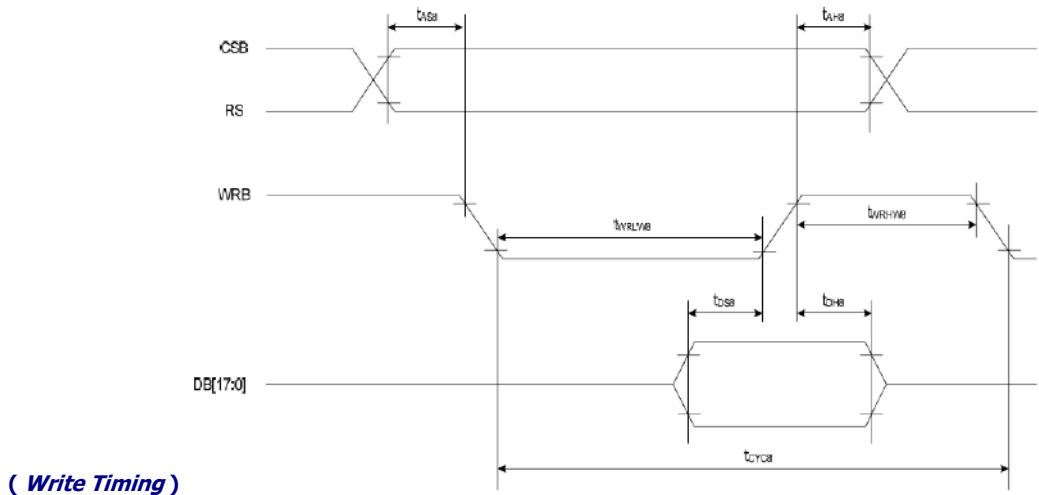 tAS8 tAH8
CSB
RS
WRB
tWRLW8 tWRHW8
tDS8 tDH8
DB[17:0]
tCYC8
( Write Timing )